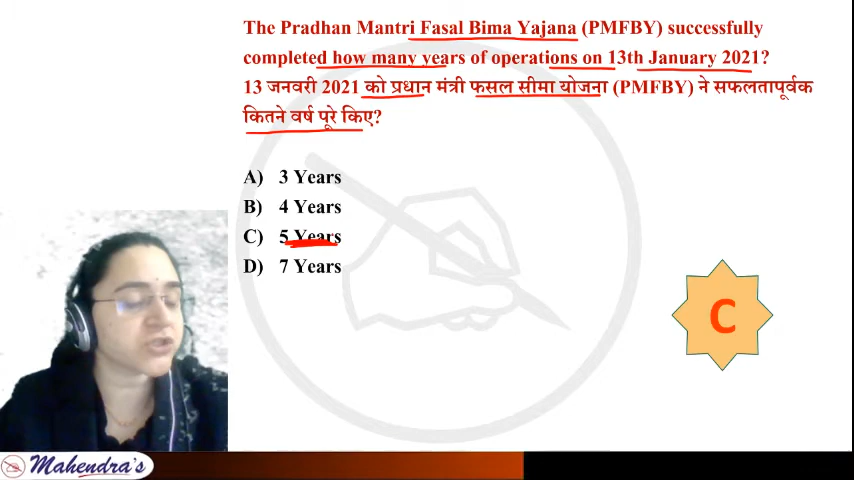 The Pradhan Mantri Fasal Bima Yajana (PMFBY) successfully
completed how many years of operations on 13th January 2021?
13 जनवरी 2021 को प्रधान मंत्री फसल सीमा योजना (PMFBY) ने सफलतापूर्वक
कितने वर्ष पूरे किए?
A) 3 Years
B) 4 Years
C) 5 Years
D) 7 Years
C
Mahendra's